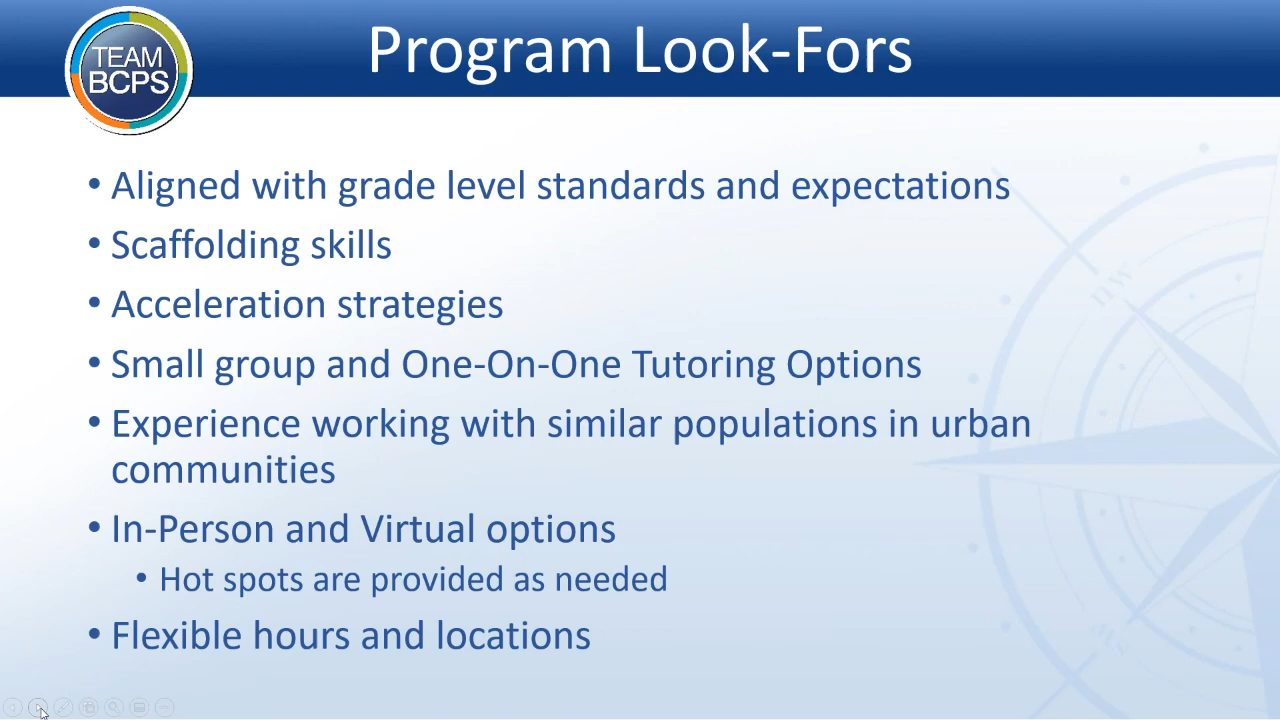 TEAM
BCPS
Program Look-Fors
• Aligned with grade level standards and expectations
• Scaffolding skills
• Acceleration strategies
• Small group and One-On-One Tutoring Options
• Experience working with similar populations in urban
communities
• In-Person and Virtual options
• Hot spots are provided as needed
• Flexible hours and locations